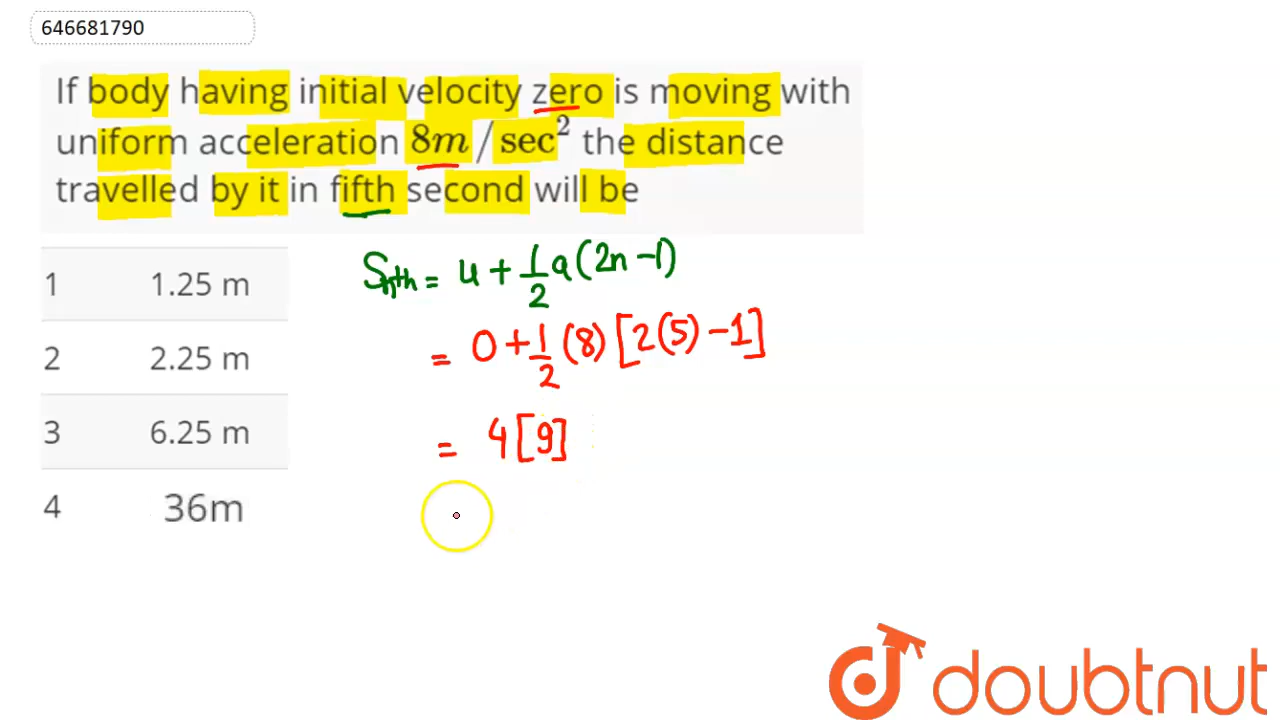 646681790
If body having initial velocity zero is moving with
uniform acceleration 8m/sec² the distance
travelled by it in fifth second will be
Snth = u + 1/2 a (2n - 1)
1 1.25 m
= 0 + 1/2 (8) [2(5) - 1]
2 2.25 m
3 6.25 m
= 4[9]
4 36m
doubtnut